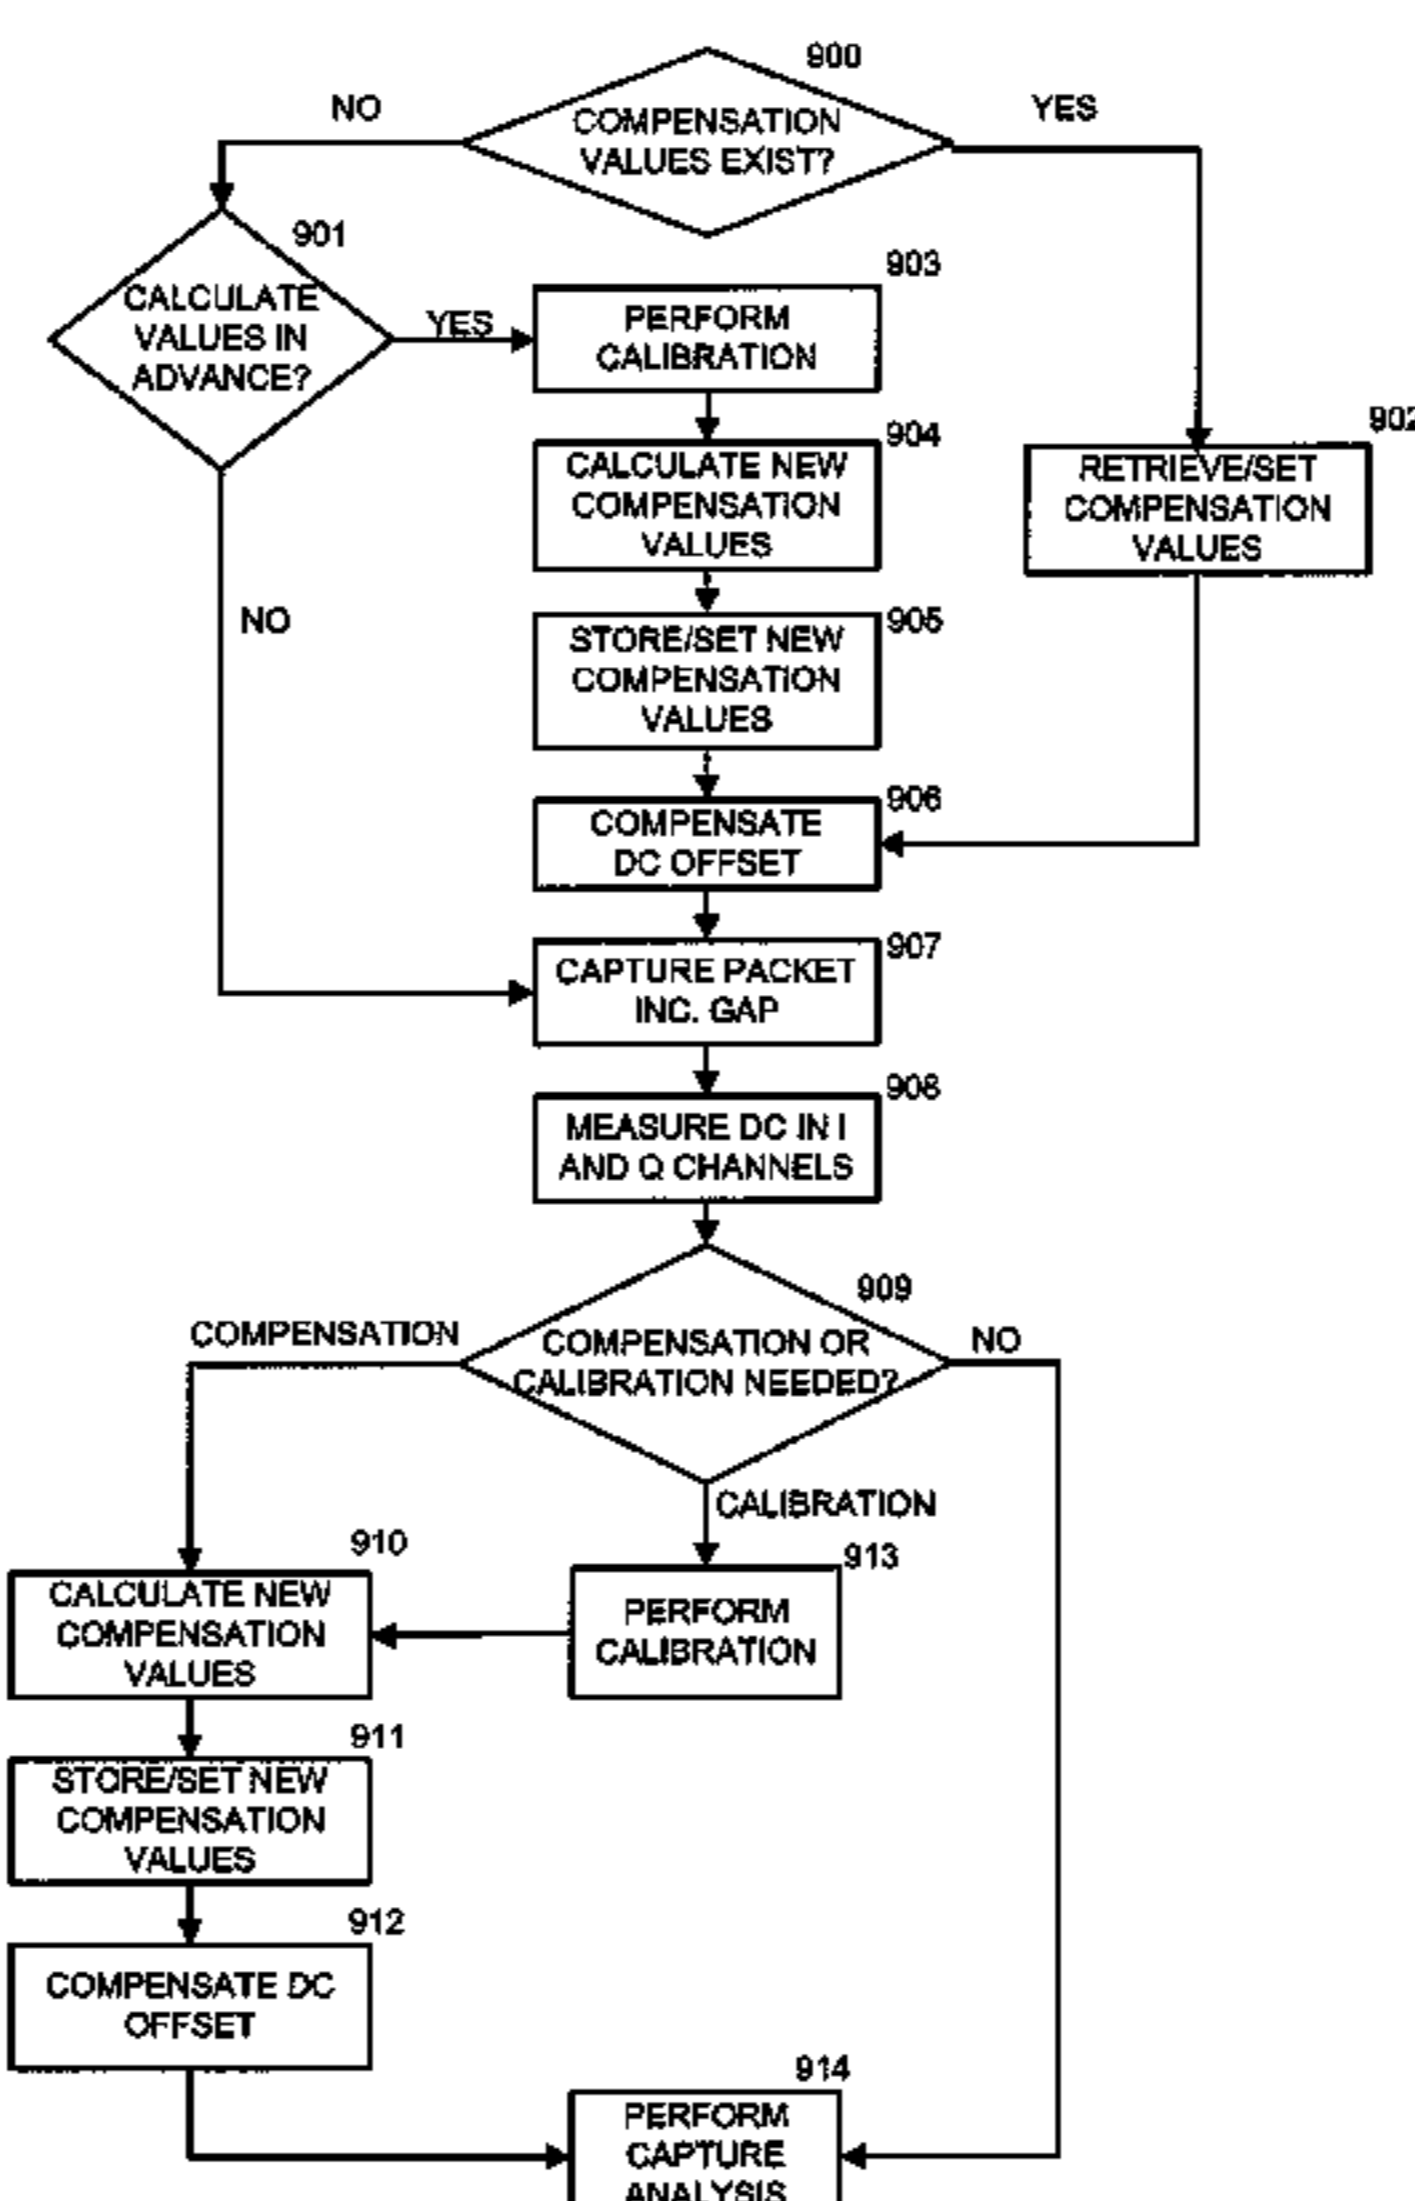 900
NO
COMPENSATION
VALUES EXIST?
YES
901
CALCULATE
VALUES IN
ADVANCE?
YES
903
PERFORM
CALIBRATION
904
CALCULATE NEW
COMPENSATION
VALUES
902
RETRIEVE/SET
COMPENSATION
VALUES
NO
905
STORE/SET NEW
COMPENSATION
VALUES
906
COMPENSATE
DC OFFSET
907
CAPTURE PACKET
INC. GAP
908
MEASURE DC IN I
AND Q CHANNELS
909
COMPENSATION
COMPENSATION OR
CALIBRATION NEEDED?
NO
CALIBRATION
910
CALCULATE NEW
COMPENSATION
VALUES
913
PERFORM
CALIBRATION
911
STORE/SET NEW
COMPENSATION
VALUES
912
COMPENSATE DC
OFFSET
914
PERFORM
CAPTURE
ANALYSIS